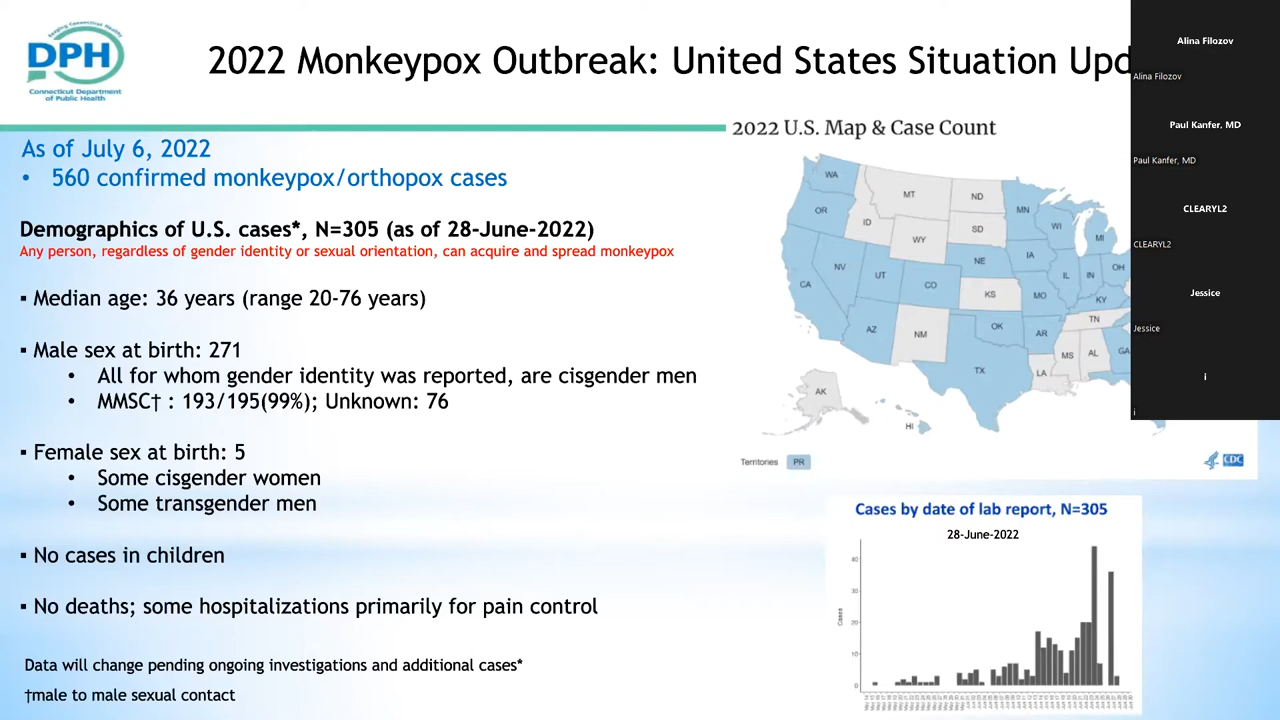 Keeping Connecticut Healthy
DPH
Connecticut Department
of Public Health
2022 Monkeypox Outbreak: United States Situation Upd
As of July 6, 2022
• 560 confirmed monkeypox/orthopox cases
Demographics of U.S. cases*, N=305 (as of 28-June-2022)
Any person, regardless of gender identity or sexual orientation, can acquire and spread monkeypox
▪ Median age: 36 years (range 20-76 years)
▪ Male sex at birth: 271
• All for whom gender identity was reported, are cisgender men
• MMSC† : 193/195(99%); Unknown: 76
▪ Female sex at birth: 5
• Some cisgender women
• Some transgender men
▪ No cases in children
▪ No deaths; some hospitalizations primarily for pain control
Data will change pending ongoing investigations and additional cases*
†male to male sexual contact
2022 U.S. Map & Case Count
WA
MT
ND
MN
OR
ID
SD
WI
MI
WY
NV
UT
NE
IA
IL
IN
OH
CA
CO
KS
MO
KY
AZ
NM
OK
AR
TN
TX
MS
AL
GA
LA
AK
HI
Territories PR
CDC
Cases by date of lab report, N=305
28-June-2022
Cases
40
30
20
10
0
Alina Filozov
Alina Filozov
Paul Kanfer, MD
Paul Kanfer, MD
CLEARYL2
CLEARYL2
Jessice
Jessice
i
i